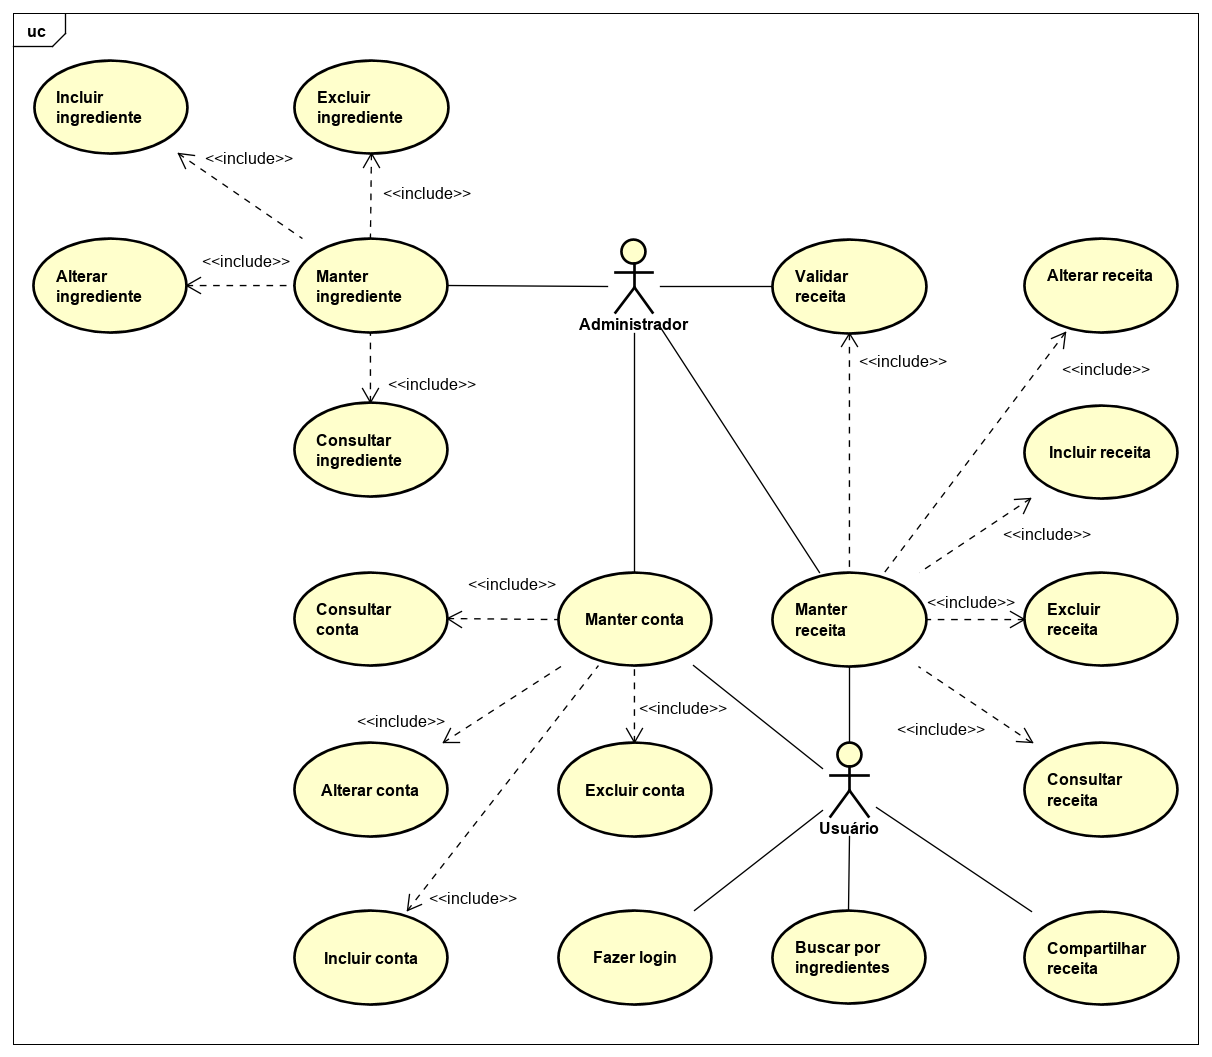 uc
Incluir
ingrediente
Excluir
ingrediente
<<include>>
<<include>>
Alterar
ingrediente
<<include>>
Manter
ingrediente
Administrador
Validar
receita
Alterar receita
<<include>>
<<include>>
<<include>>
Consultar
ingrediente
Incluir receita
<<include>>
Consultar
conta
<<include>>
Manter conta
Manter
receita
<<include>>
Excluir
receita
<<include>>
<<include>>
<<include>>
Alterar conta
Excluir conta
Usuário
Consultar
receita
<<include>>
Incluir conta
Fazer login
Buscar por
ingredientes
Compartilhar
receita